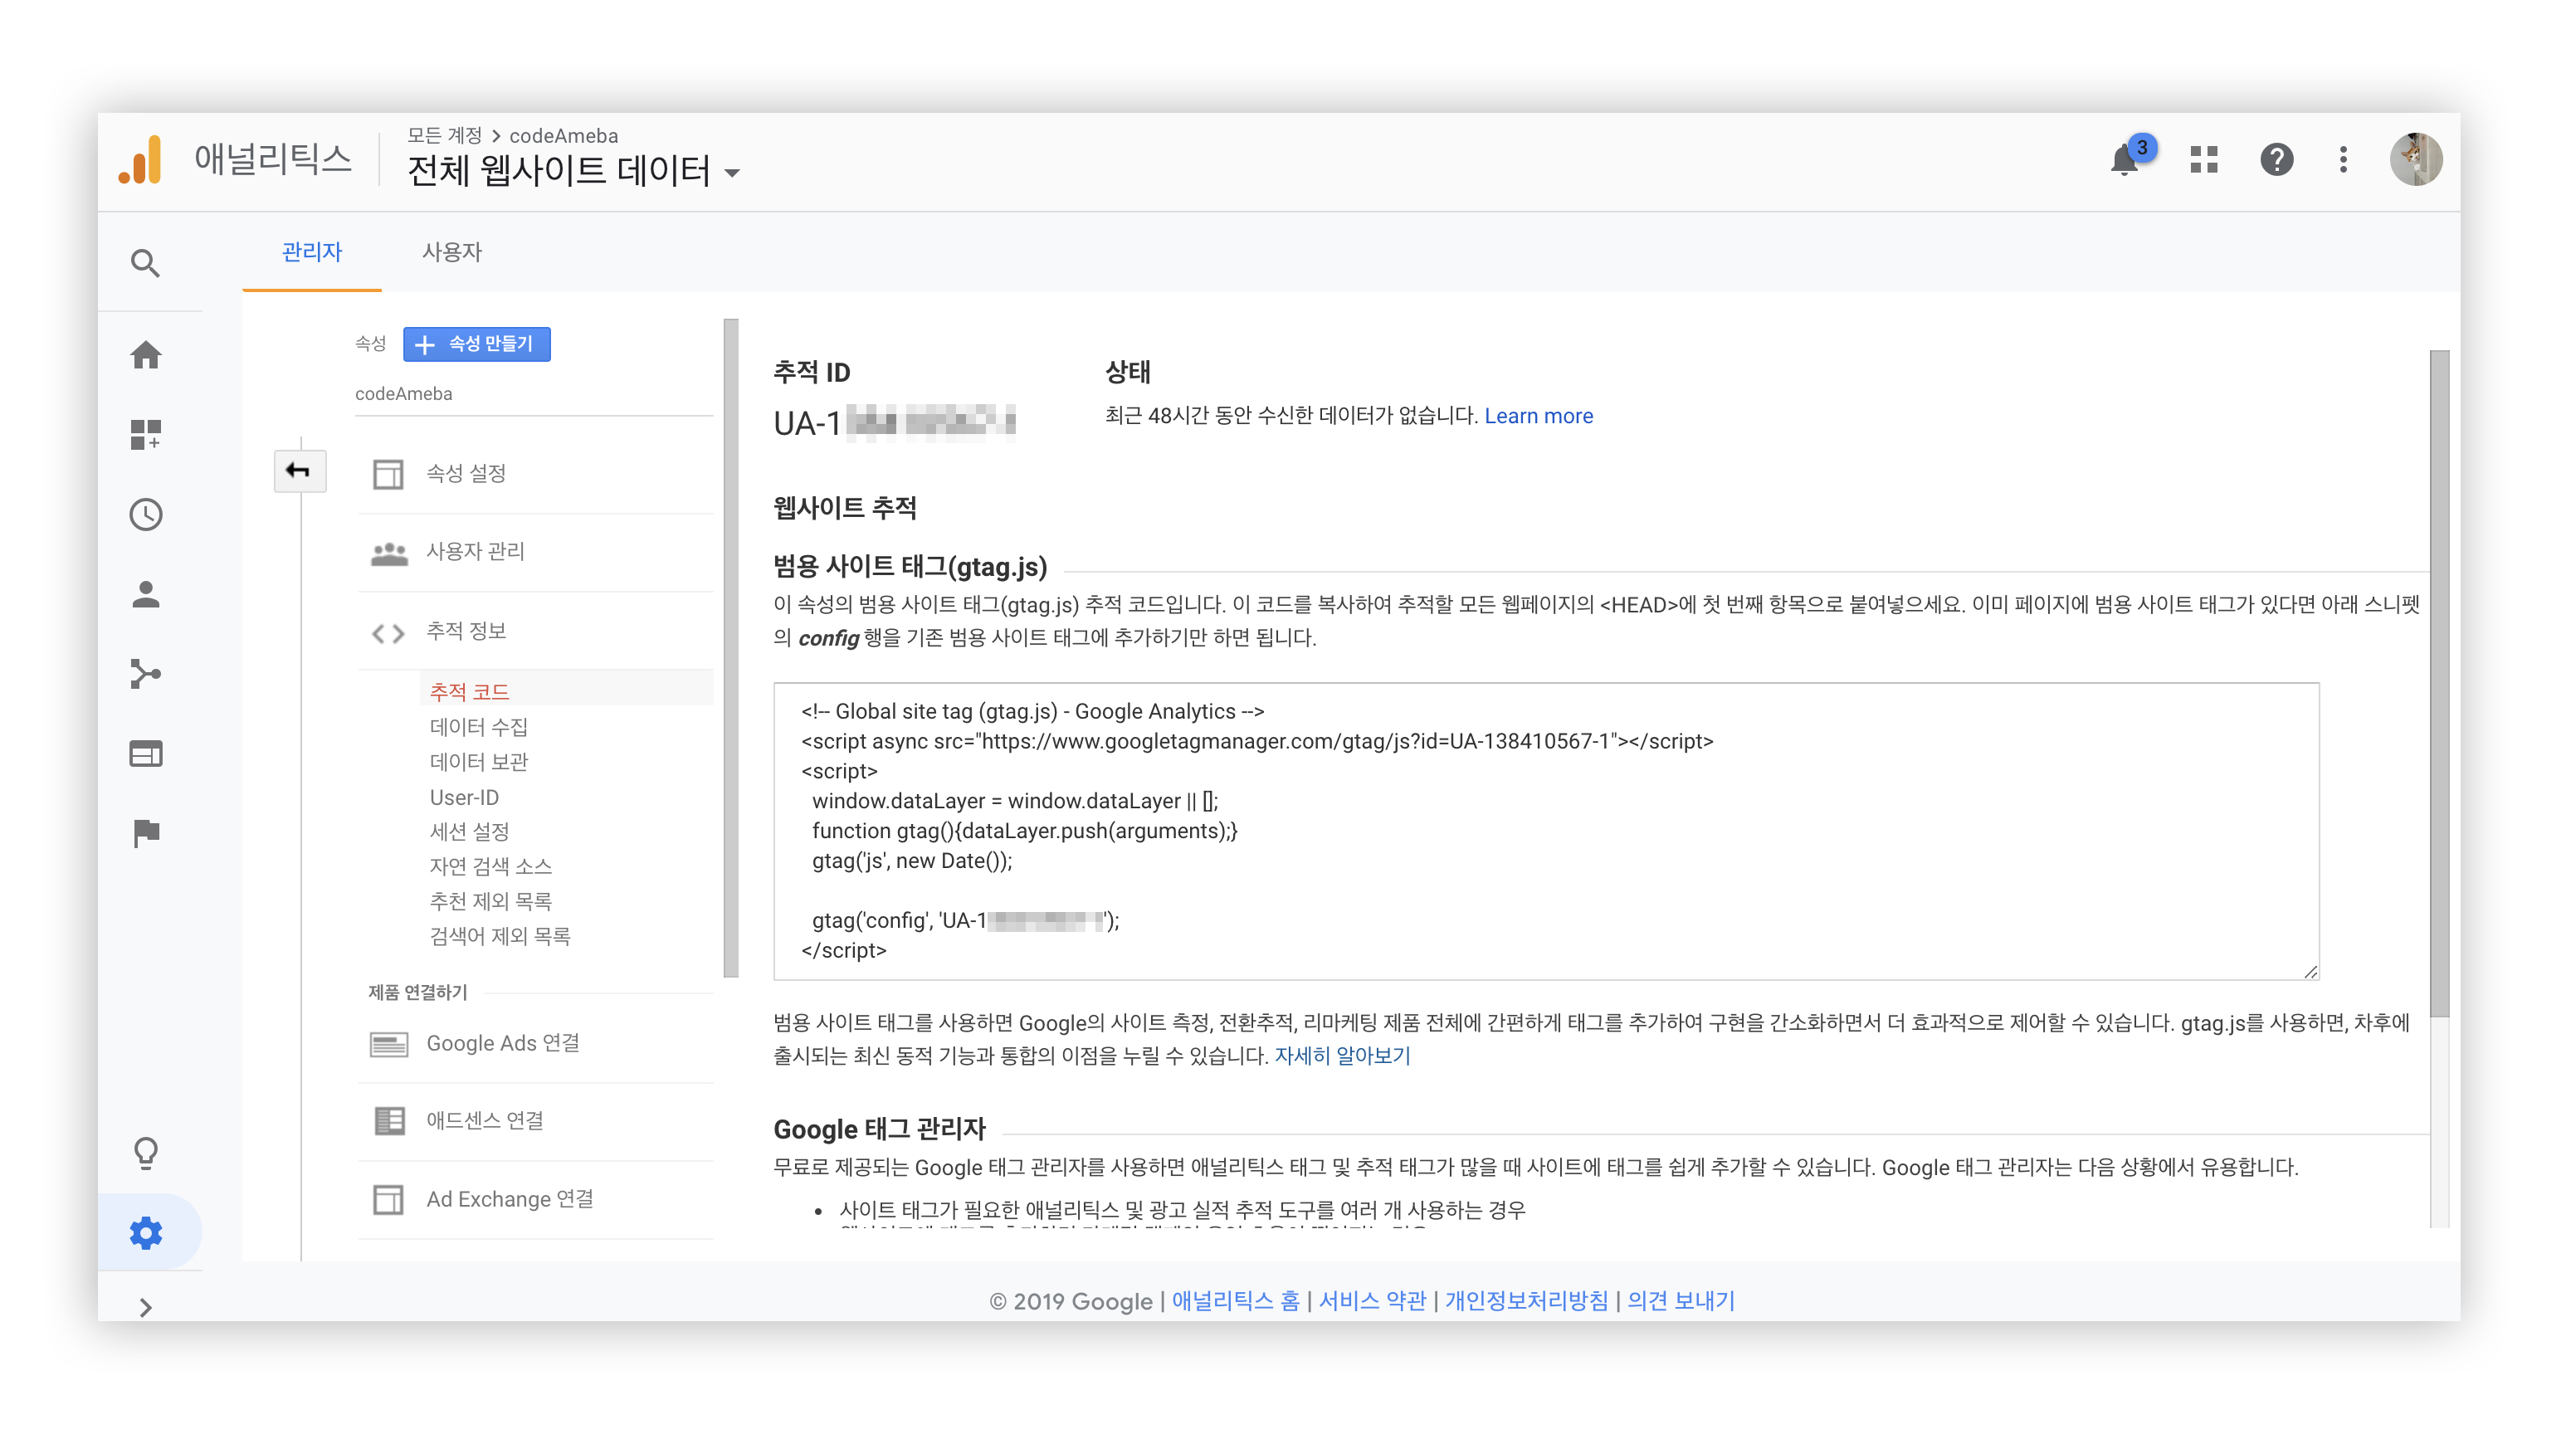 애널리틱스
모든 계정 > codeAmeba
전체 웹사이트 데이터
3
관리자
사용자
속성
속성 만들기
codeAmeba
속성 설정
사용자 관리
추적 정보
추적 코드
데이터 수집
데이터 보관
User-ID
세션 설정
자연 검색 소스
추천 제외 목록
검색어 제외 목록
제품 연결하기
Google Ads 연결
애드센스 연결
Ad Exchange 연결
추적 ID
UA-1
상태
최근 48시간 동안 수신한 데이터가 없습니다. Learn more
웹사이트 추적
범용 사이트 태그(gtag.js)
이 속성의 범용 사이트 태그(gtag.js) 추적 코드입니다. 이 코드를 복사하여 추적할 모든 웹페이지의 <HEAD>에 첫 번째 항목으로 붙여넣으세요. 이미 페이지에 범용 사이트 태그가 있다면 아래 스니펫
의 config 행을 기존 범용 사이트 태그에 추가하기만 하면 됩니다.
<!-- Global site tag (gtag.js) - Google Analytics -->
<script async src="https://www.googletagmanager.com/gtag/js?id=UA-138410567-1"></script>
<script>
window.dataLayer = window.dataLayer || [];
function gtag(){dataLayer.push(arguments);}
gtag('js', new Date());
gtag('config', 'UA-1');
</script>
범용 사이트 태그를 사용하면 Google의 사이트 측정, 전환추적, 리마케팅 제품 전체에 간편하게 태그를 추가하여 구현을 간소화하면서 더 효과적으로 제어할 수 있습니다. gtag.js를 사용하면, 차후에
출시되는 최신 동적 기능과 통합의 이점을 누릴 수 있습니다. 자세히 알아보기
Google 태그 관리자
무료로 제공되는 Google 태그 관리자를 사용하면 애널리틱스 태그 및 추적 태그가 많을 때 사이트에 태그를 쉽게 추가할 수 있습니다. Google 태그 관리자는 다음 상황에서 유용합니다.
• 사이트 태그가 필요한 애널리틱스 및 광고 실적 추적 도구를 여러 개 사용하는 경우
© 2019 Google | 애널리틱스 홈 | 서비스 약관 | 개인정보처리방침 | 의견 보내기